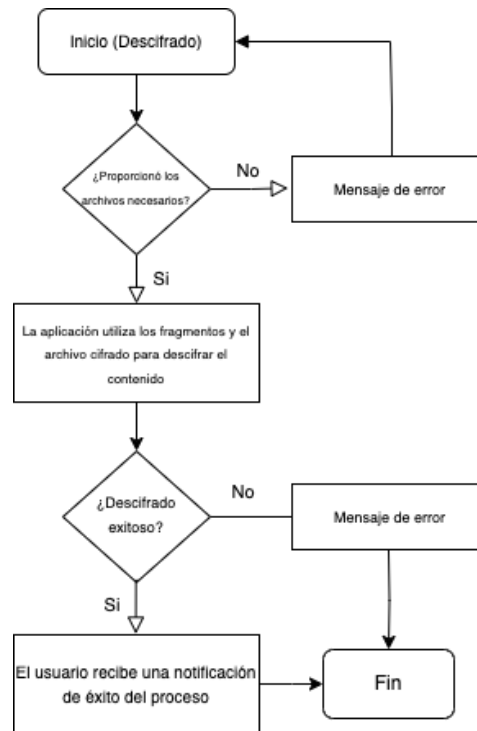 Inicio (Descifrado)
¿Proporcionó los
archivos necesarios?
No
Mensaje de error
Si
La aplicación utiliza los fragmentos y el
archivo cifrado para descifrar el
contenido
¿Descifrado
exitoso?
No
Mensaje de error
Si
El usuario recibe una notificación
de éxito del proceso
Fin